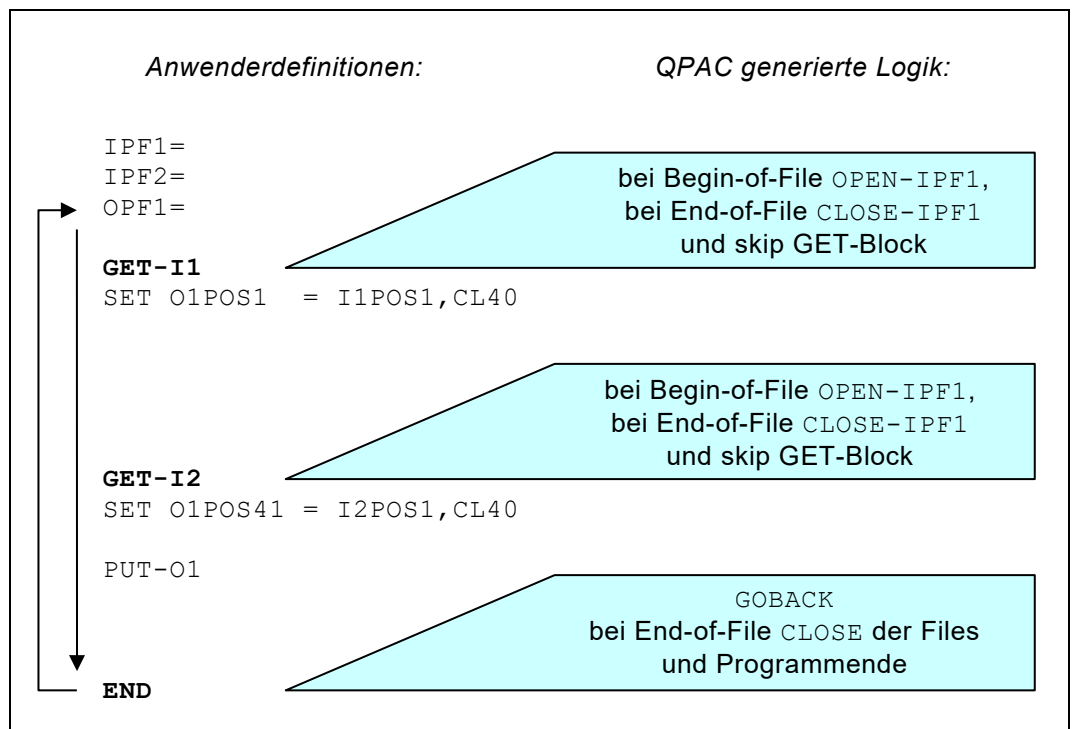 Anwenderdefinitionen: QPAC generierte Logik:
IPF1=
IPF2=
OPF1=
bei Begin-of-File OPEN-IPF1,
bei End-of-File CLOSE-IPF1
und skip GET-Block
GET-I1
SET O1POS1 = I1POS1,CL40
bei Begin-of-File OPEN-IPF1,
bei End-of-File CLOSE-IPF1
und skip GET-Block
GET-I2
SET O1POS41 = I2POS1,CL40
PUT-O1
GOBACK
bei End-of-File CLOSE der Files
und Programmende
END